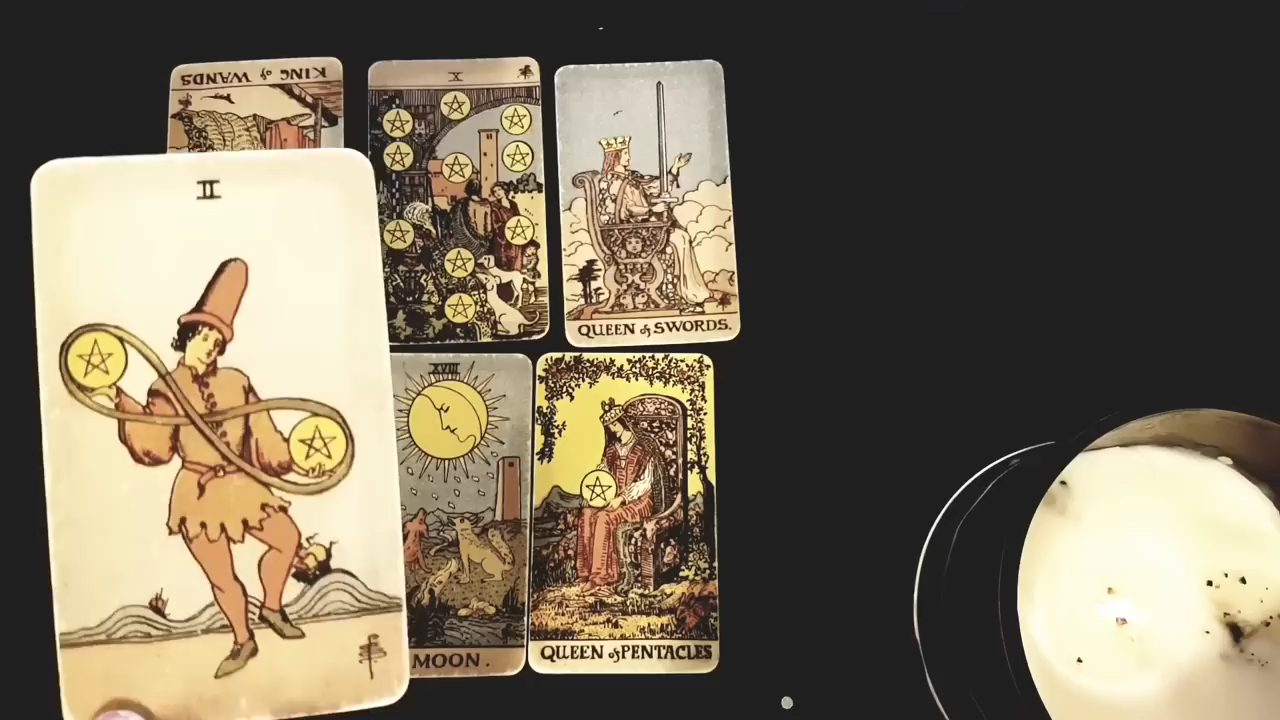 KING of WANDS
X
QUEEN of SWORDS.
II
XVIII
MOON.
QUEEN of PENTACLES